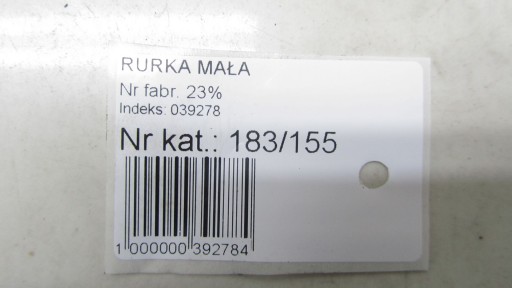 RURKA MAŁA
Nr fabr. 23%
Indeks: 039278
Nr kat.: 183/155
1 000000 392784